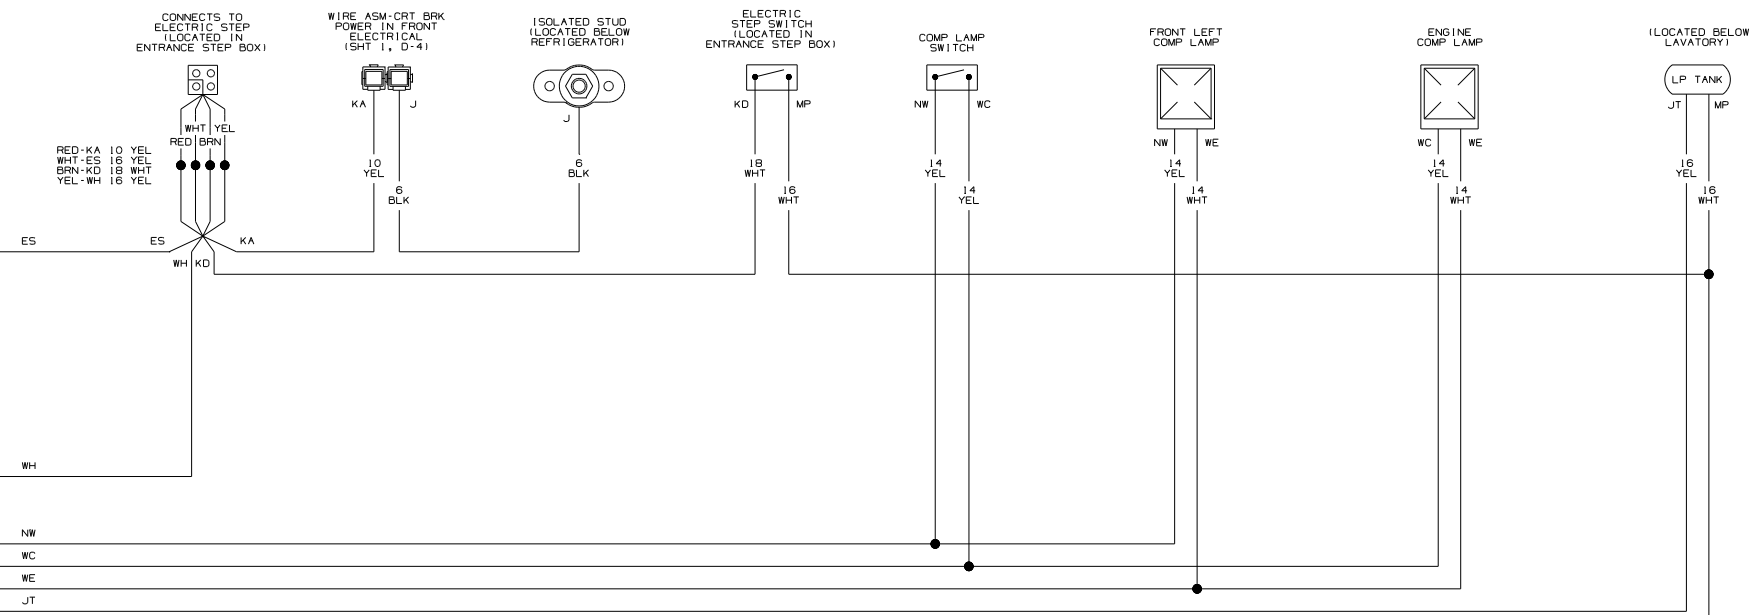 CONNECTS TO
ELECTRIC STEP
(LOCATED IN
ENTRANCE STEP BOX)
WIRE ASM-CRT BRK
POWER IN FRONT
ELECTRICAL
(SHT 1, D-4)
ISOLATED STUD
(LOCATED BELOW
REFRIGERATOR)
ELECTRIC
STEP SWITCH
(LOCATED IN
ENTRANCE STEP BOX)
COMP LAMP
SWITCH
FRONT LEFT
COMP LAMP
ENGINE
COMP LAMP
(LOCATED BELOW
LAVATORY)
LP TANK
KA J
J
KD MP
NW WC
NW WE
WC WE
JT MP
WHT YEL
RED BRN
RED-KA 10 YEL
WHT-ES 16 YEL
BRN-KD 18 WHT
YEL-WH 16 YEL
10
YEL
6
BLK
6
BLK
18
WHT
16
WHT
14
YEL
14
YEL
14
YEL
14
WHT
14
YEL
14
WHT
16
YEL
16
WHT
ES ES KA
WH KD
WH
NW
WC
WE
JT